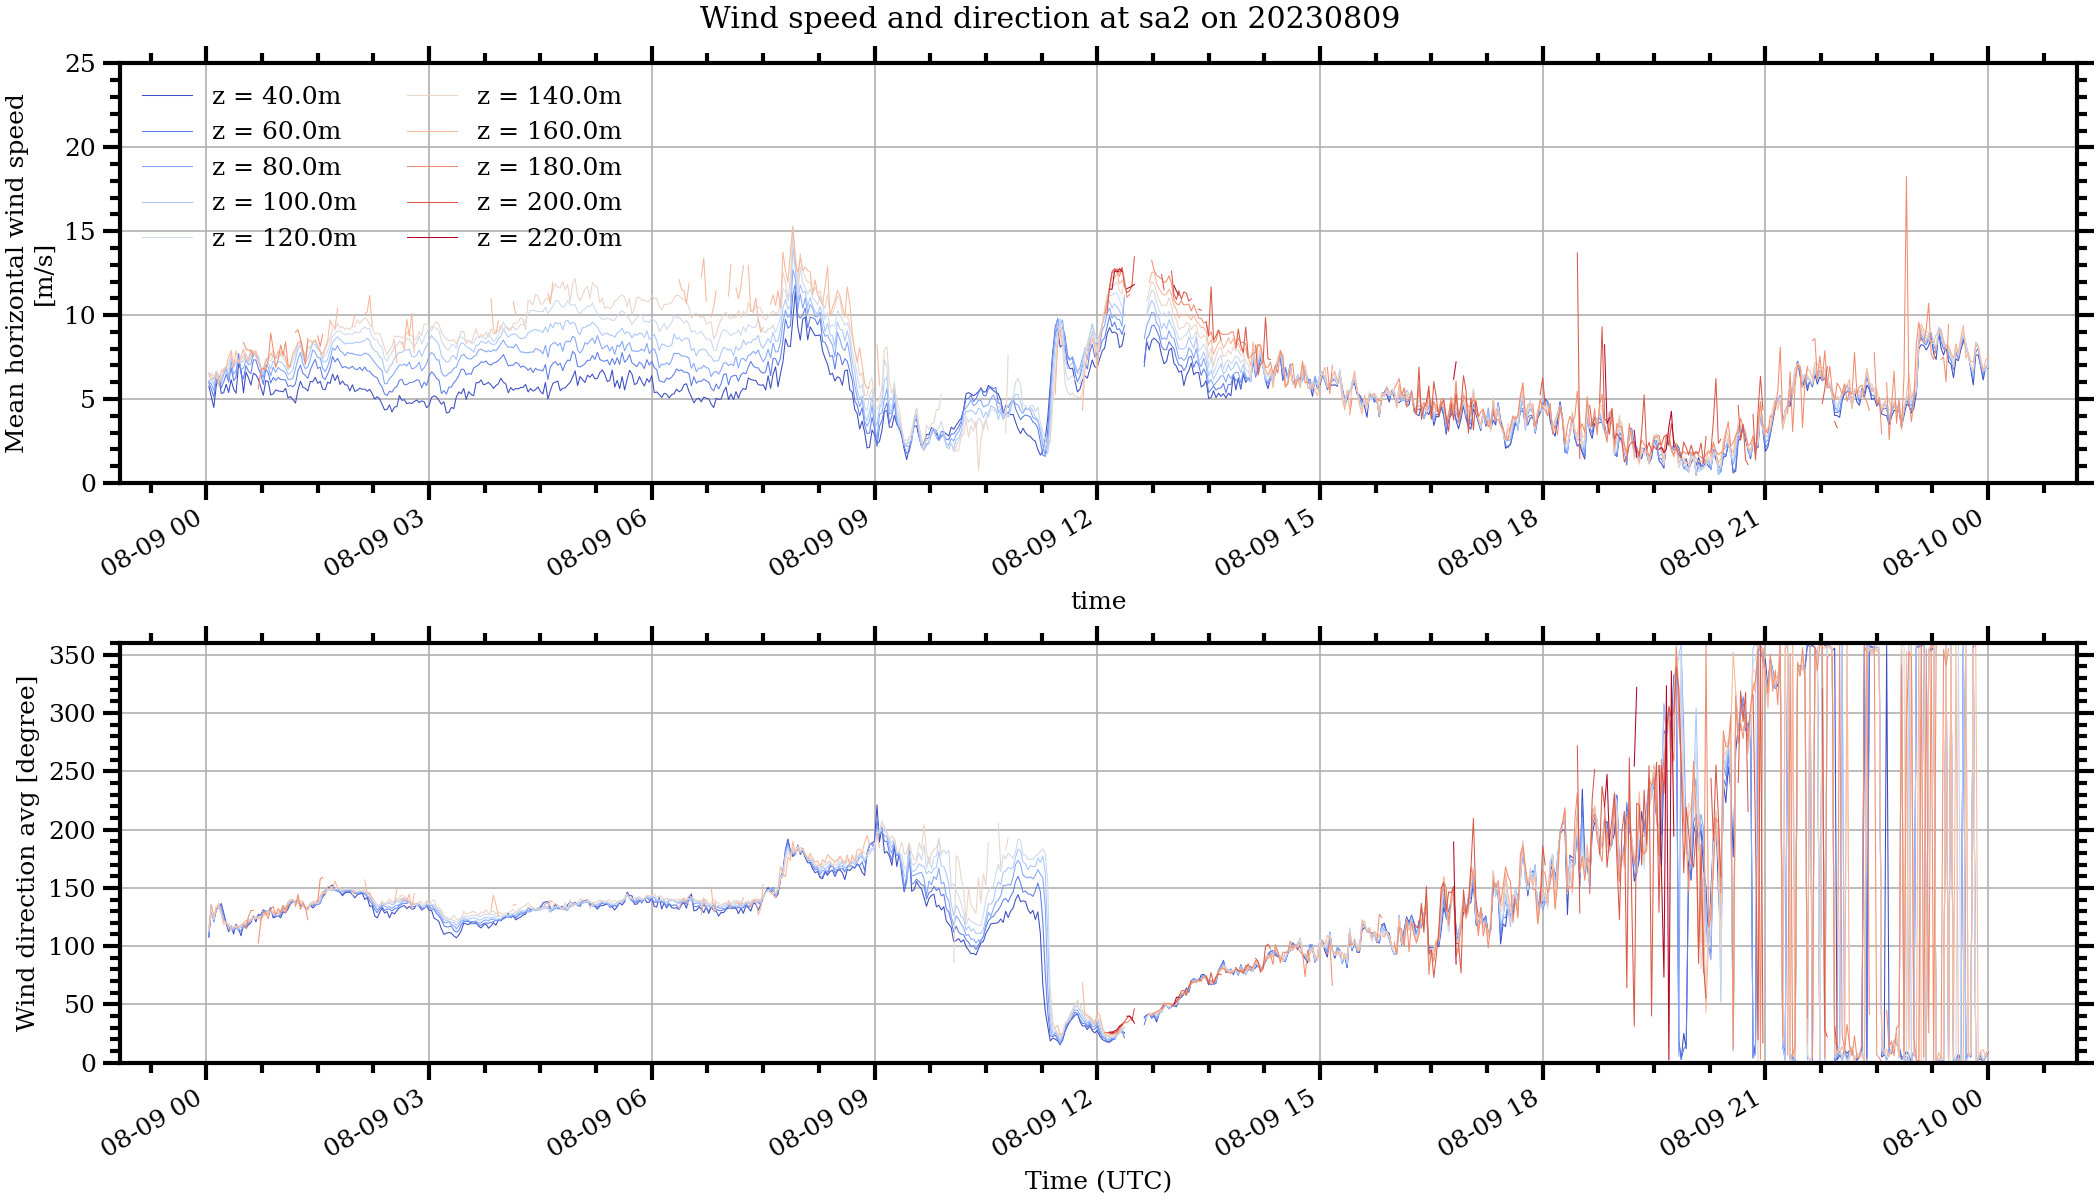 Wind speed and direction at sa2 on 20230809
Mean horizontal wind speed
[m/s]
25
20
15
10
5
0
z = 40.0m
z = 60.0m
z = 80.0m
z = 100.0m
z = 120.0m
z = 140.0m
z = 160.0m
z = 180.0m
z = 200.0m
z = 220.0m
08-09 00
08-09 03
08-09 06
08-09 09
08-09 12
08-09 15
08-09 18
08-09 21
08-10 00
time
Wind direction avg [degree]
350
300
250
200
150
100
50
0
08-09 00
08-09 03
08-09 06
08-09 09
08-09 12
08-09 15
08-09 18
08-09 21
08-10 00
Time (UTC)